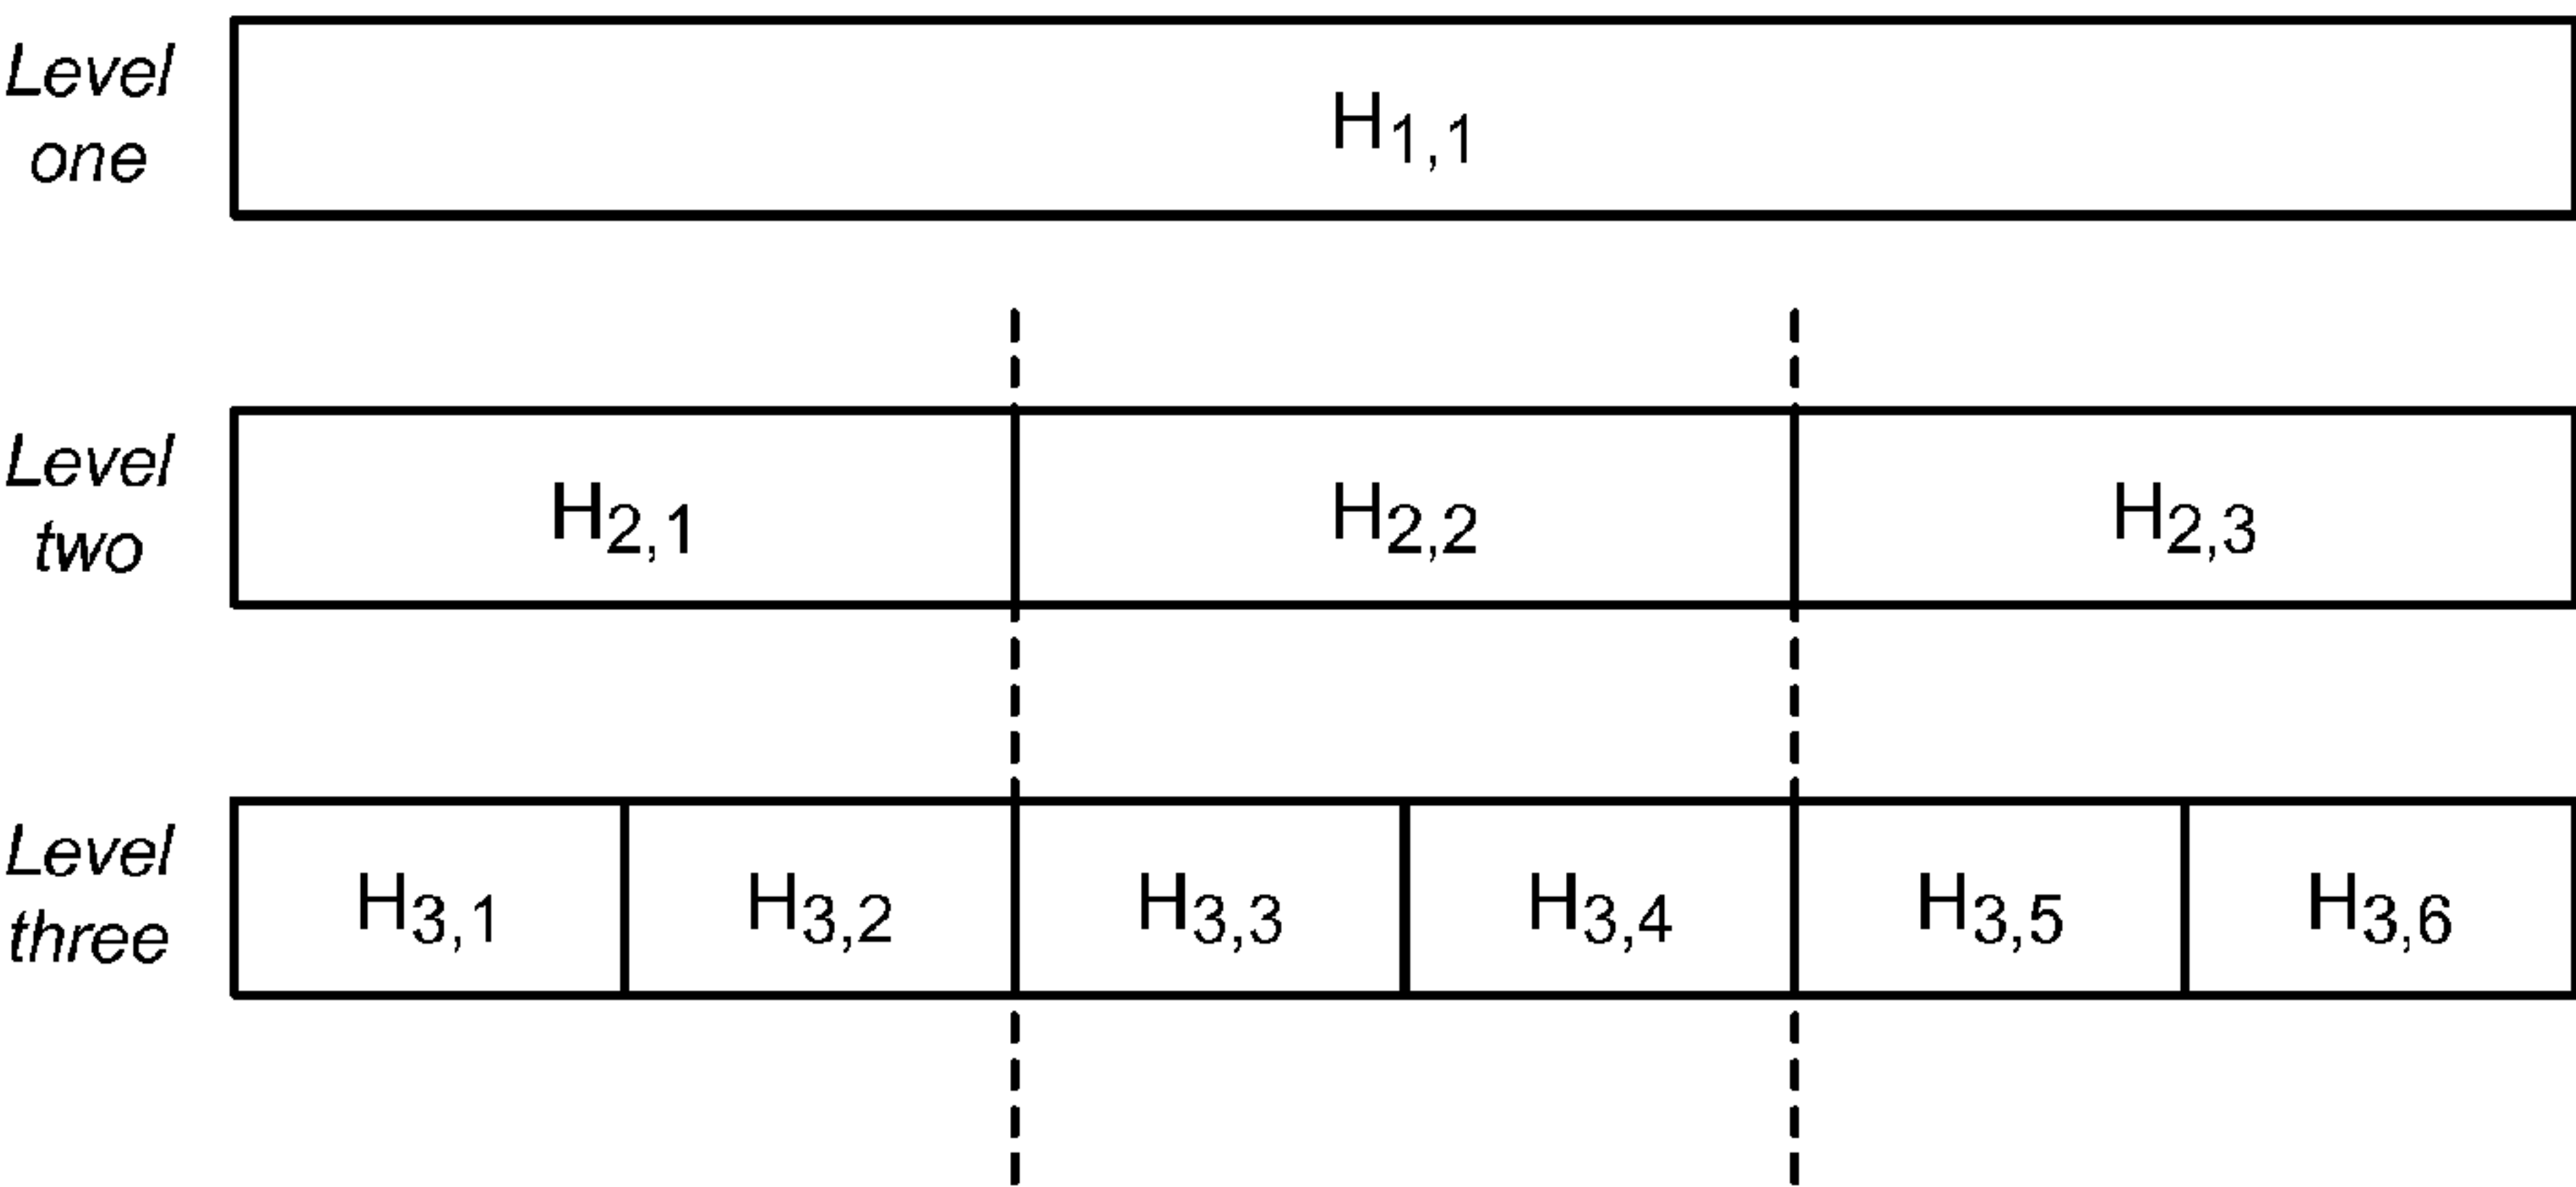 Level
one
H1,1
Level
two
H2,1 H2,2 H2,3
Level
three
H3,1 H3,2 H3,3 H3,4 H3,5 H3,6